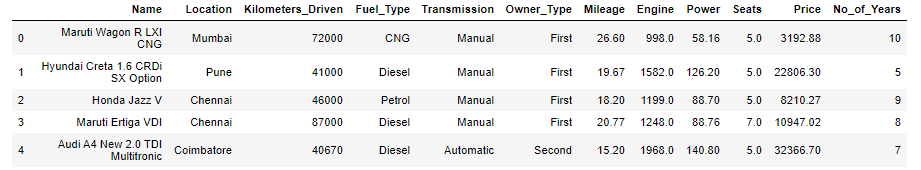 Name Location Kilometers_Driven Fuel_Type Transmission Owner_Type Mileage Engine Power Seats Price No_of_Years
0 Maruti Wagon R LXI CNG Mumbai 72000 CNG Manual First 26.60 998.0 58.16 5.0 3192.88 10
1 Hyundai Creta 1.6 CRDi SX Option Pune 41000 Diesel Manual First 19.67 1582.0 126.20 5.0 22806.30 5
2 Honda Jazz V Chennai 46000 Petrol Manual First 18.20 1199.0 88.70 5.0 8210.27 9
3 Maruti Ertiga VDI Chennai 87000 Diesel Manual First 20.77 1248.0 88.76 7.0 10947.02 8
4 Audi A4 New 2.0 TDI Multitronic Coimbatore 40670 Diesel Automatic Second 15.20 1968.0 140.80 5.0 32366.70 7